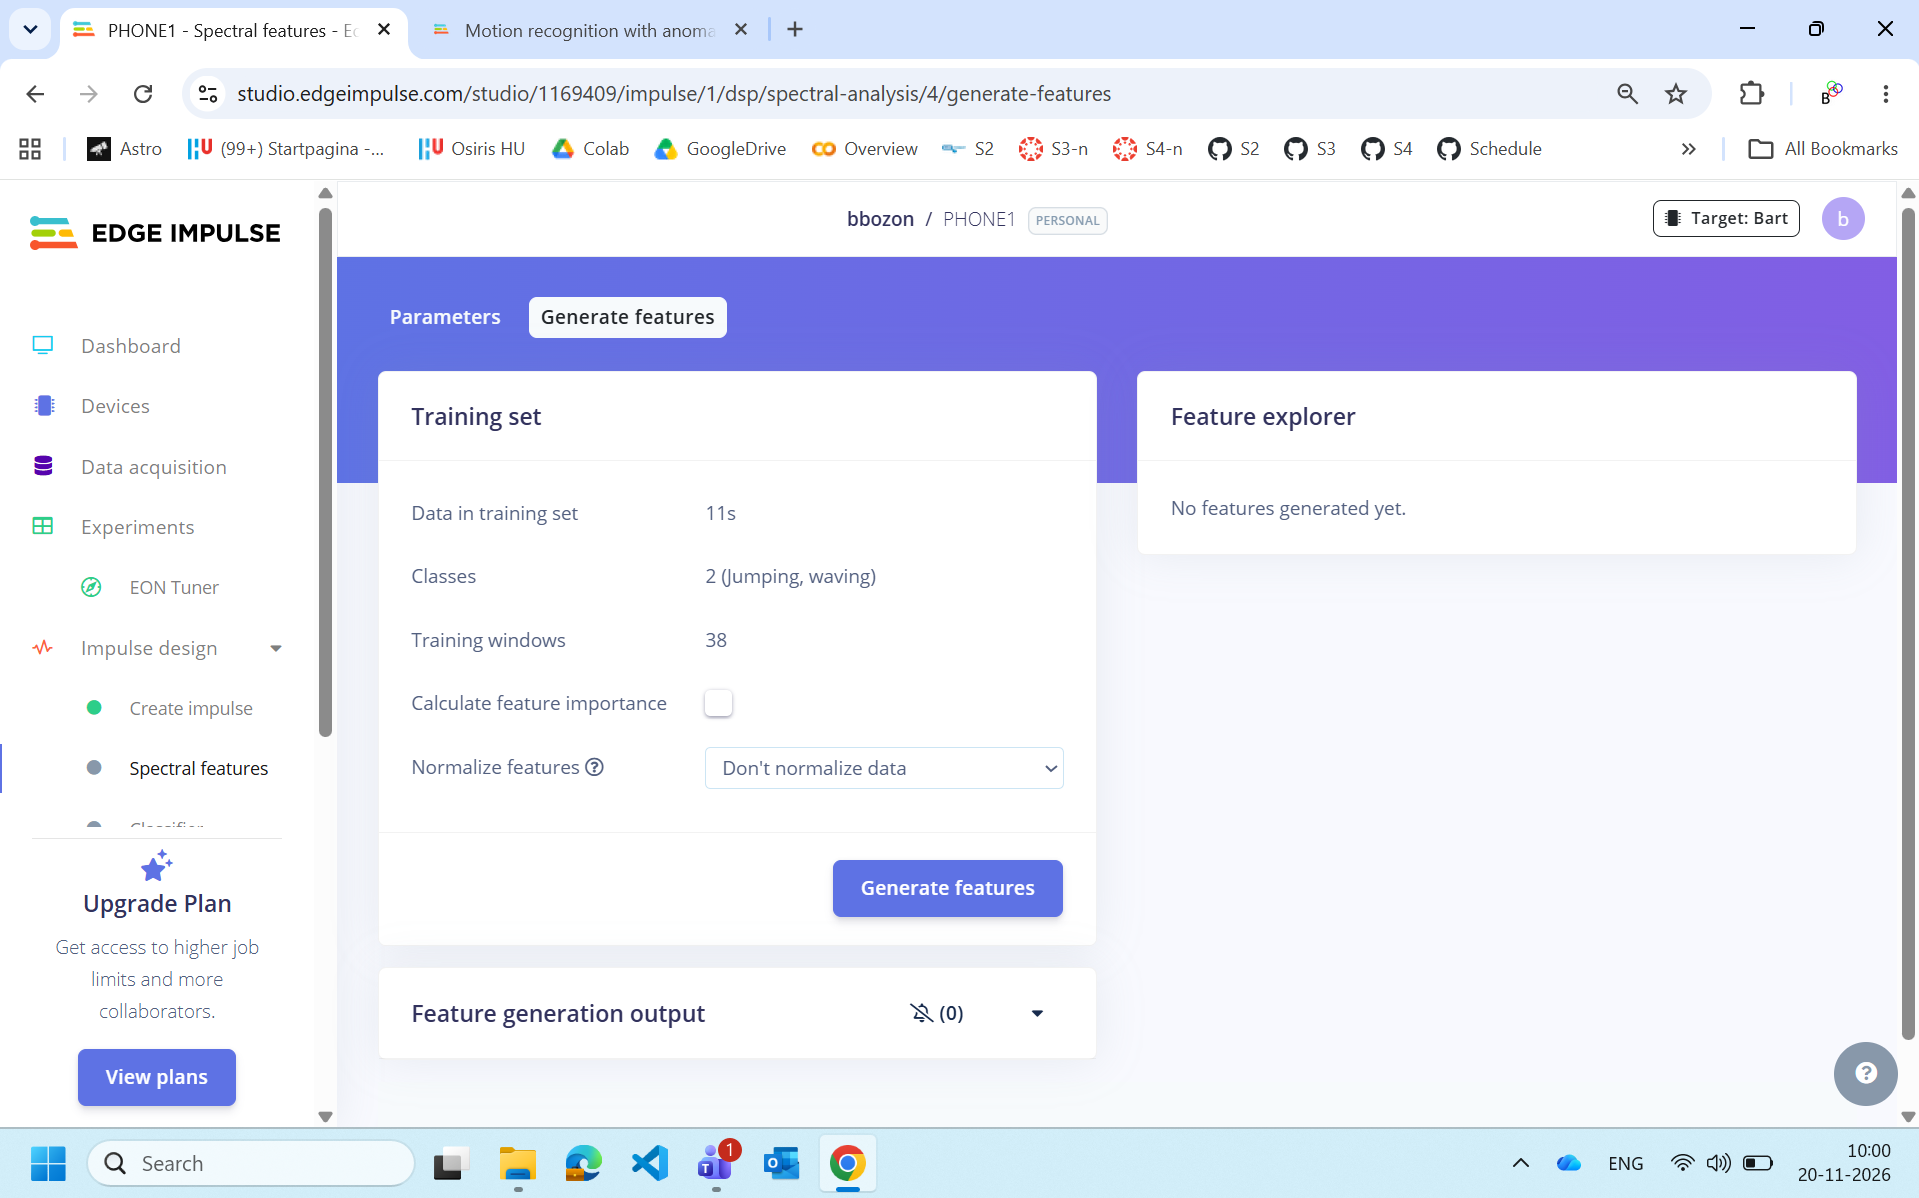 PHONE1 - Spectral features - Ec
Motion recognition with anoma
studio.edgeimpulse.com/studio/1169409/impulse/1/dsp/spectral-analysis/4/generate-features
Astro
(99+) Startpagina -...
Osiris HU
Colab
GoogleDrive
Overview
S2
S3-n
S4-n
S2
S3
S4
Schedule
All Bookmarks
EDGE IMPULSE
bbozon / PHONE1 PERSONAL
Target: Bart
b
Dashboard
Devices
Data acquisition
Experiments
EON Tuner
Impulse design
Create impulse
Spectral features
Classifier
Upgrade Plan
Get access to higher job
limits and more
collaborators.
View plans
Parameters
Generate features
Training set
Data in training set 11s
Classes 2 (Jumping, waving)
Training windows 38
Calculate feature importance
Normalize features Don't normalize data
Generate features
Feature generation output (0)
Feature explorer
No features generated yet.
Search
1
ENG
10:00
20-11-2026